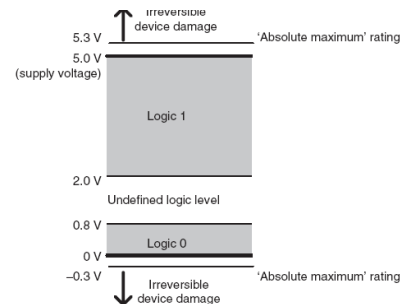 Irreversible
device damage
5.3 V
'Absolute maximum' rating
5.0 V
(supply voltage)
Logic 1
2.0 V
Undefined logic level
0.8 V
Logic 0
0 V
–0.3 V
'Absolute maximum' rating
Irreversible
device damage